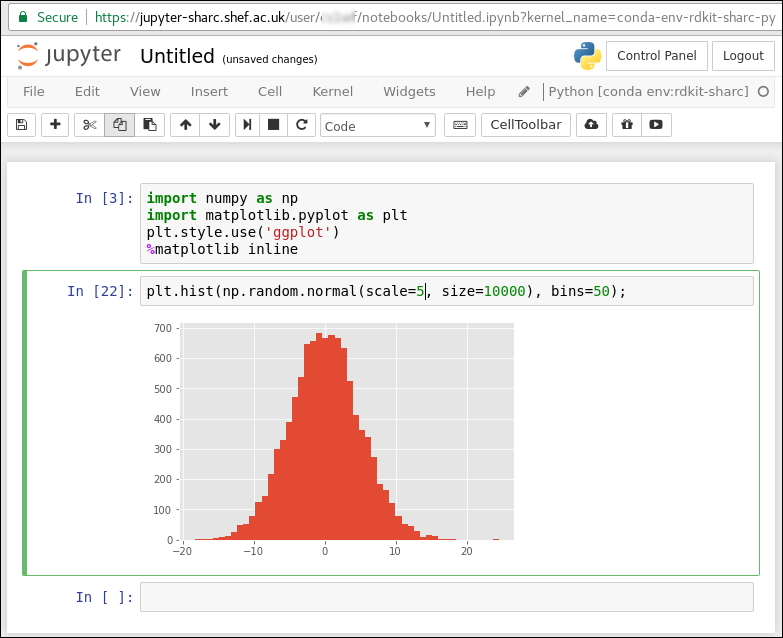 Secure https://jupyter-sharc.shef.ac.uk/user/ /notebooks/Untitled.ipynb?kernel_name=conda-env-rdkit-sharc-py
jupyter Untitled (unsaved changes) Control Panel Logout
File Edit View Insert Cell Kernel Widgets Help Python [conda env:rdkit-sharc]
Code CellToolbar
In [3]: import numpy as np
import matplotlib.pyplot as plt
plt.style.use('ggplot')
%matplotlib inline
In [22]: plt.hist(np.random.normal(scale=5, size=10000), bins=50);
700
600
500
400
300
200
100
0
−20 −10 0 10 20
In [ ]: